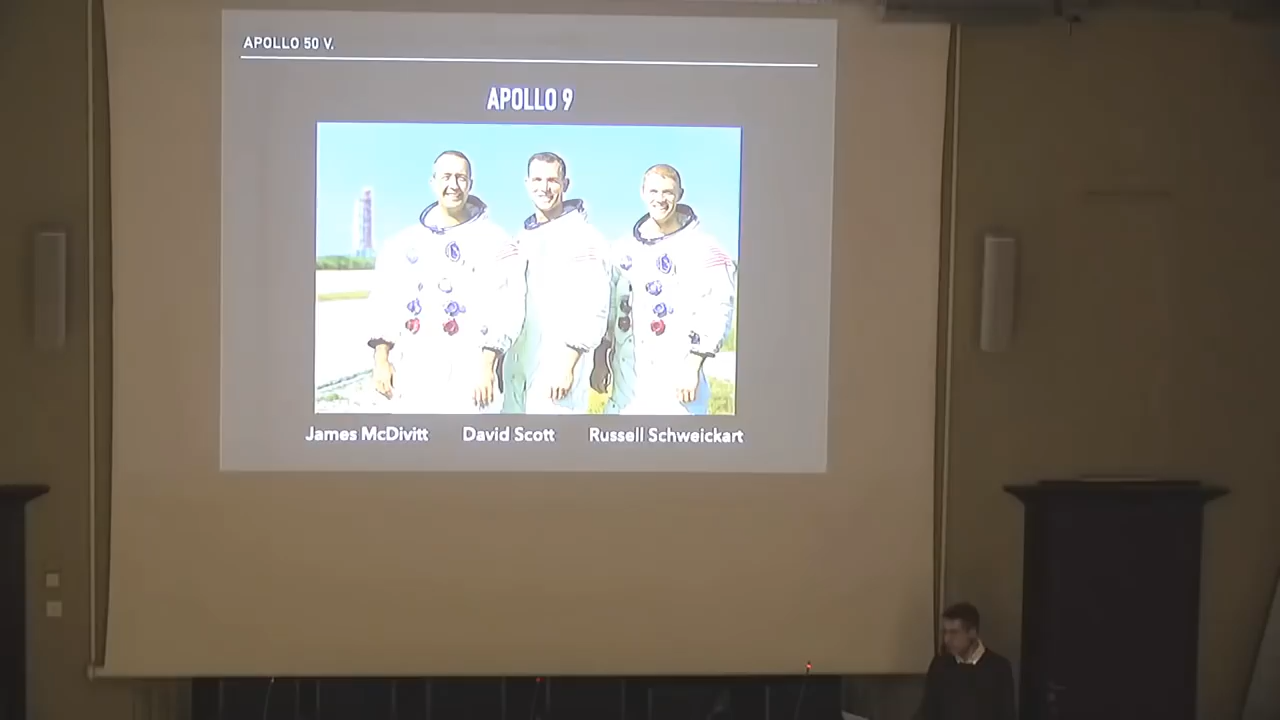 APOLLO 50 V.
APOLLO 9
James McDivitt David Scott Russell Schweickart